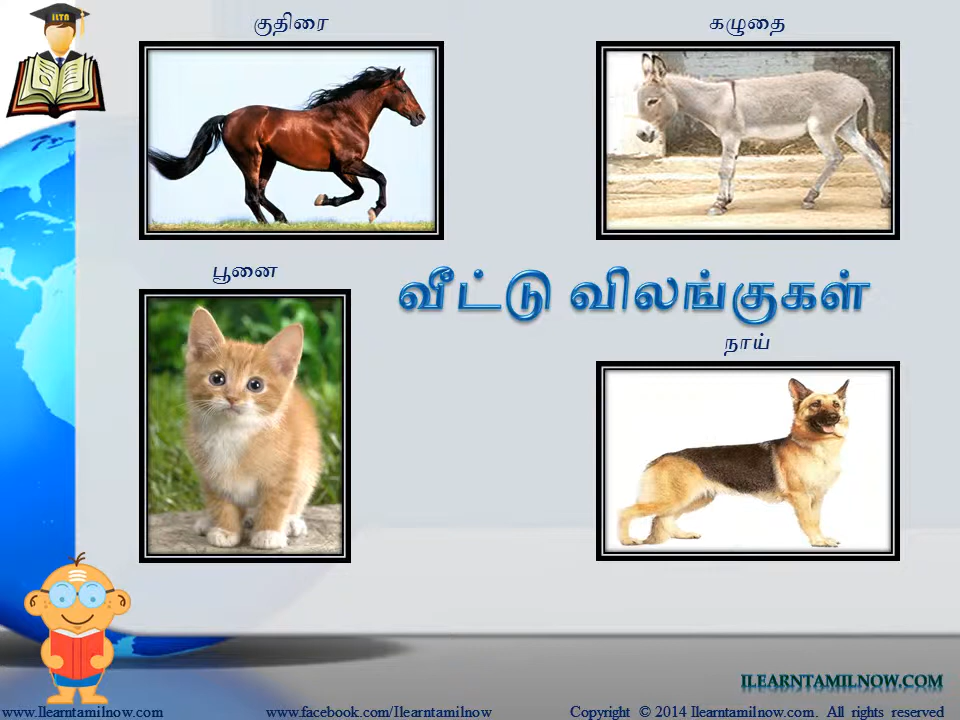 ILTN
குதிரை
கழுதை
பூனை
வீட்டு விலங்குகள்
நாய்
ILEARNTAMILNOW.COM
www.Ilearntamilnow.com www.facebook.com/Ilearntamilnow Copyright © 2014 Ilearntamilnow.com. All rights reserved